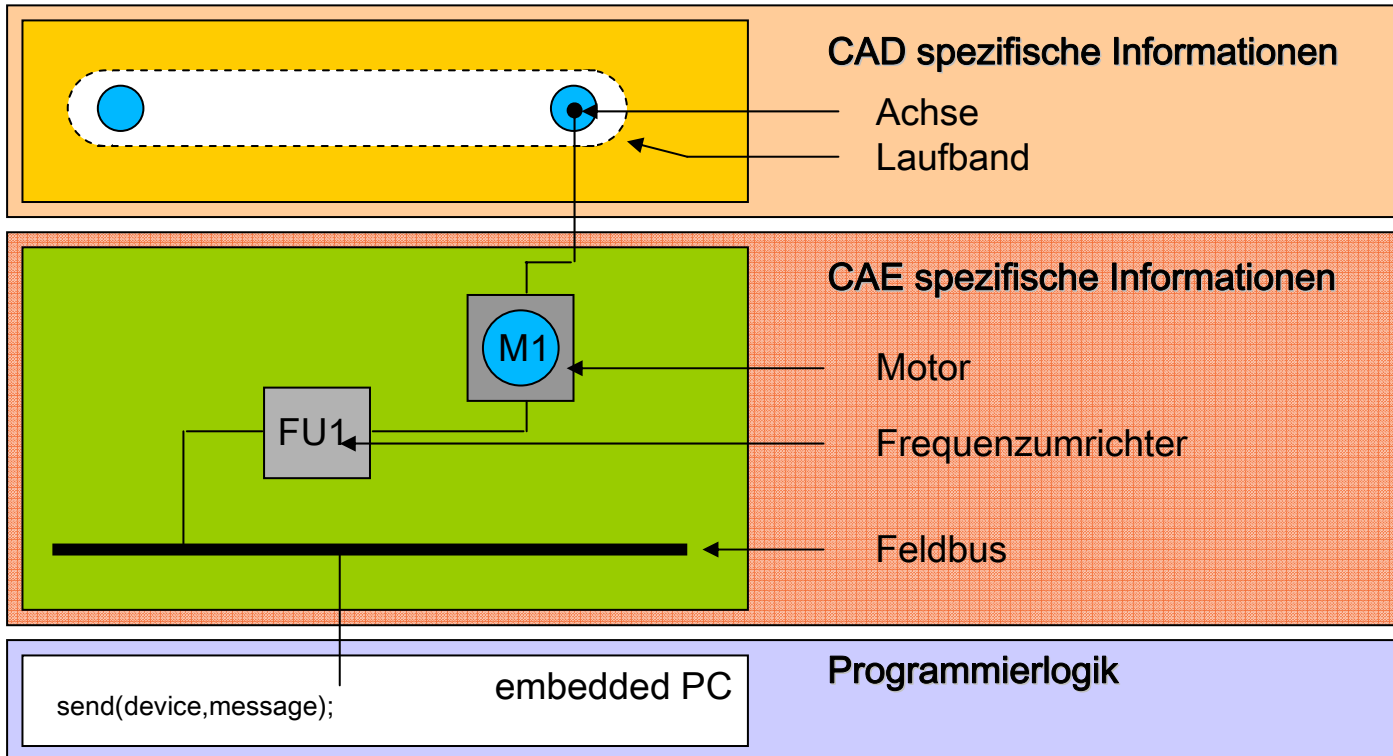 CAD spezifische Informationen
Achse
Laufband
CAE spezifische Informationen
M1
Motor
FU1
Frequenzumrichter
Feldbus
Programmierlogik
embedded PC
send(device,message);